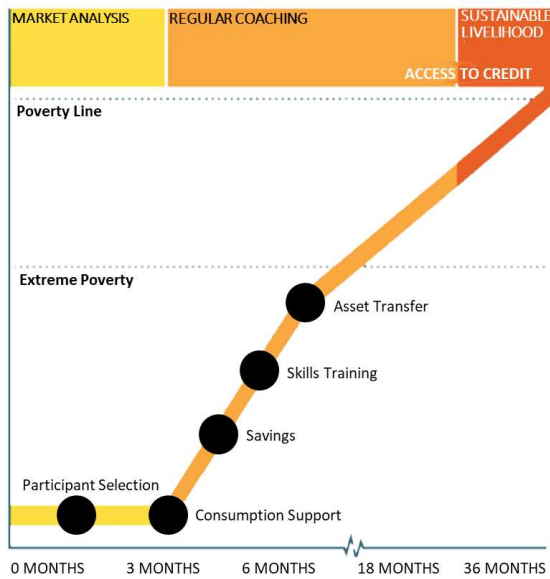 MARKET ANALYSIS
REGULAR COACHING
SUSTAINABLE
LIVELIHOOD
ACCESS TO CREDIT
Poverty Line
Extreme Poverty
Asset Transfer
Skills Training
Savings
Participant Selection
Consumption Support
0 MONTHS
3 MONTHS
6 MONTHS
18 MONTHS
36 MONTHS